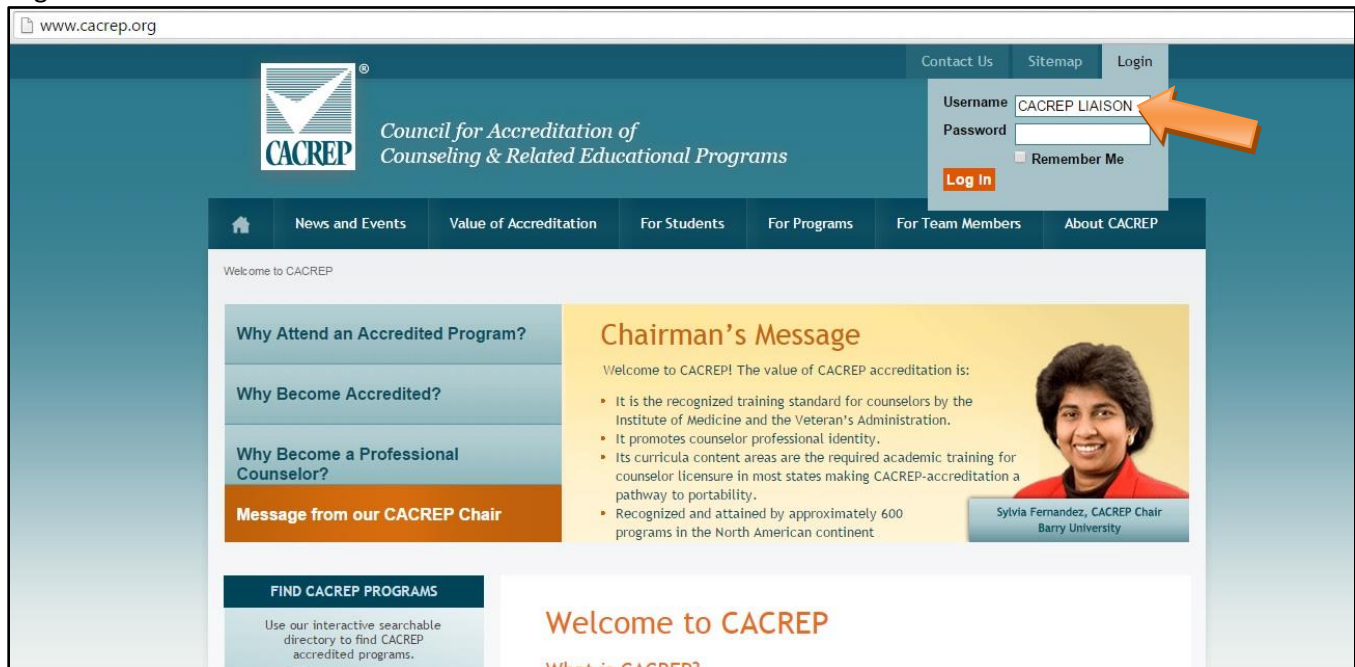 www.cacrep.org
Contact Us Sitemap Login
®
CACREP
Council for Accreditation of
Counseling & Related Educational Programs
Username CACREP LIAISON
Password
Remember Me
Log In
News and Events Value of Accreditation For Students For Programs For Team Members About CACREP
Welcome to CACREP
Why Attend an Accredited Program?
Why Become Accredited?
Why Become a Professional
Counselor?
Message from our CACREP Chair
Chairman's Message
Welcome to CACREP! The value of CACREP accreditation is:
• It is the recognized training standard for counselors by the
Institute of Medicine and the Veteran's Administration.
• It promotes counselor professional identity.
• Its curricula content areas are the required academic training for
counselor licensure in most states making CACREP-accreditation a
pathway to portability.
• Recognized and attained by approximately 600
programs in the North American continent
Sylvia Fernandez, CACREP Chair
Barry University
FIND CACREP PROGRAMS
Use our interactive searchable
directory to find CACREP
accredited programs.
Welcome to CACREP
What is CACREP?